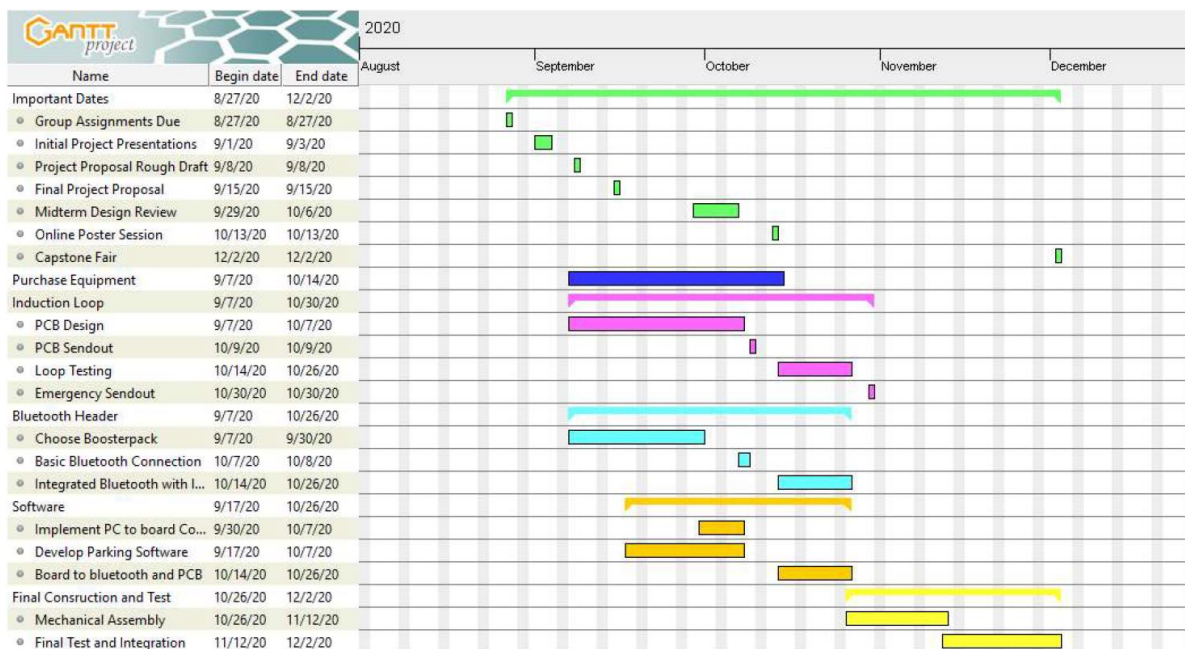 GANTT
project
2020
August September October November December
Name Begin date End date
Important Dates 8/27/20 12/2/20
Group Assignments Due 8/27/20 8/27/20
Initial Project Presentations 9/1/20 9/3/20
Project Proposal Rough Draft 9/8/20 9/8/20
Final Project Proposal 9/15/20 9/15/20
Midterm Design Review 9/29/20 10/6/20
Online Poster Session 10/13/20 10/13/20
Capstone Fair 12/2/20 12/2/20
Purchase Equipment 9/7/20 10/14/20
Induction Loop 9/7/20 10/30/20
PCB Design 9/7/20 10/7/20
PCB Sendout 10/9/20 10/9/20
Loop Testing 10/14/20 10/26/20
Emergency Sendout 10/30/20 10/30/20
Bluetooth Header 9/7/20 10/26/20
Choose Boosterpack 9/7/20 9/30/20
Basic Bluetooth Connection 10/7/20 10/8/20
Integrated Bluetooth with I... 10/14/20 10/26/20
Software 9/17/20 10/26/20
Implement PC to board Co... 9/30/20 10/7/20
Develop Parking Software 9/17/20 10/7/20
Board to bluetooth and PCB 10/14/20 10/26/20
Final Consruction and Test 10/26/20 12/2/20
Mechanical Assembly 10/26/20 11/12/20
Final Test and Integration 11/12/20 12/2/20